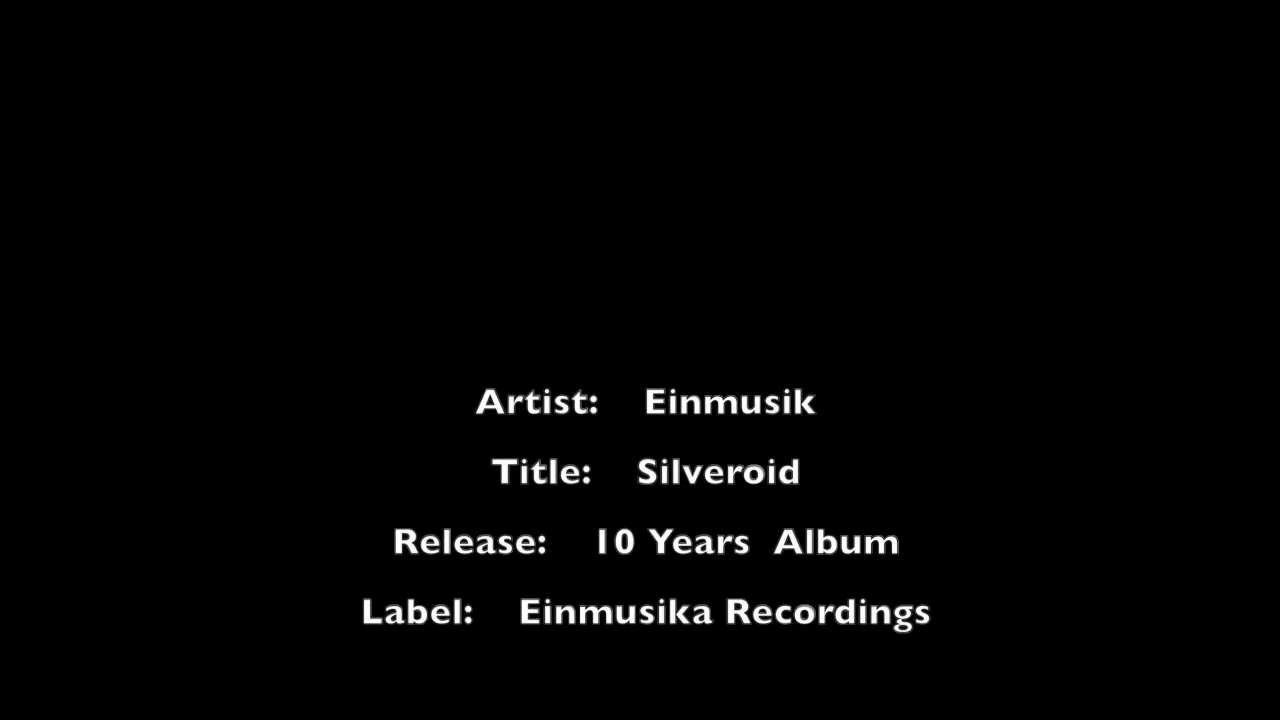 Artist: Einmusik
Title: Silveroid
Release: 10 Years Album
Label: Einmusika Recordings